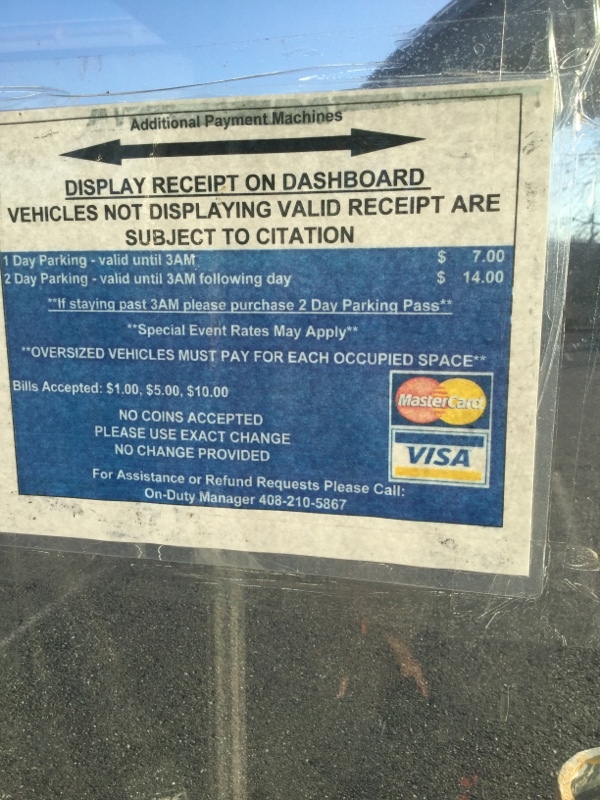 Additional Payment Machines
DISPLAY RECEIPT ON DASHBOARD
VEHICLES NOT DISPLAYING VALID RECEIPT ARE
SUBJECT TO CITATION
1 Day Parking - valid until 3AM $ 7.00
2 Day Parking - valid until 3AM following day $ 14.00
**If staying past 3AM please purchase 2 Day Parking Pass**
**Special Event Rates May Apply**
**OVERSIZED VEHICLES MUST PAY FOR EACH OCCUPIED SPACE**
Bills Accepted: $1.00, $5.00, $10.00
MasterCard
NO COINS ACCEPTED
PLEASE USE EXACT CHANGE
NO CHANGE PROVIDED
VISA
For Assistance or Refund Requests Please Call:
On-Duty Manager 408-210-5867